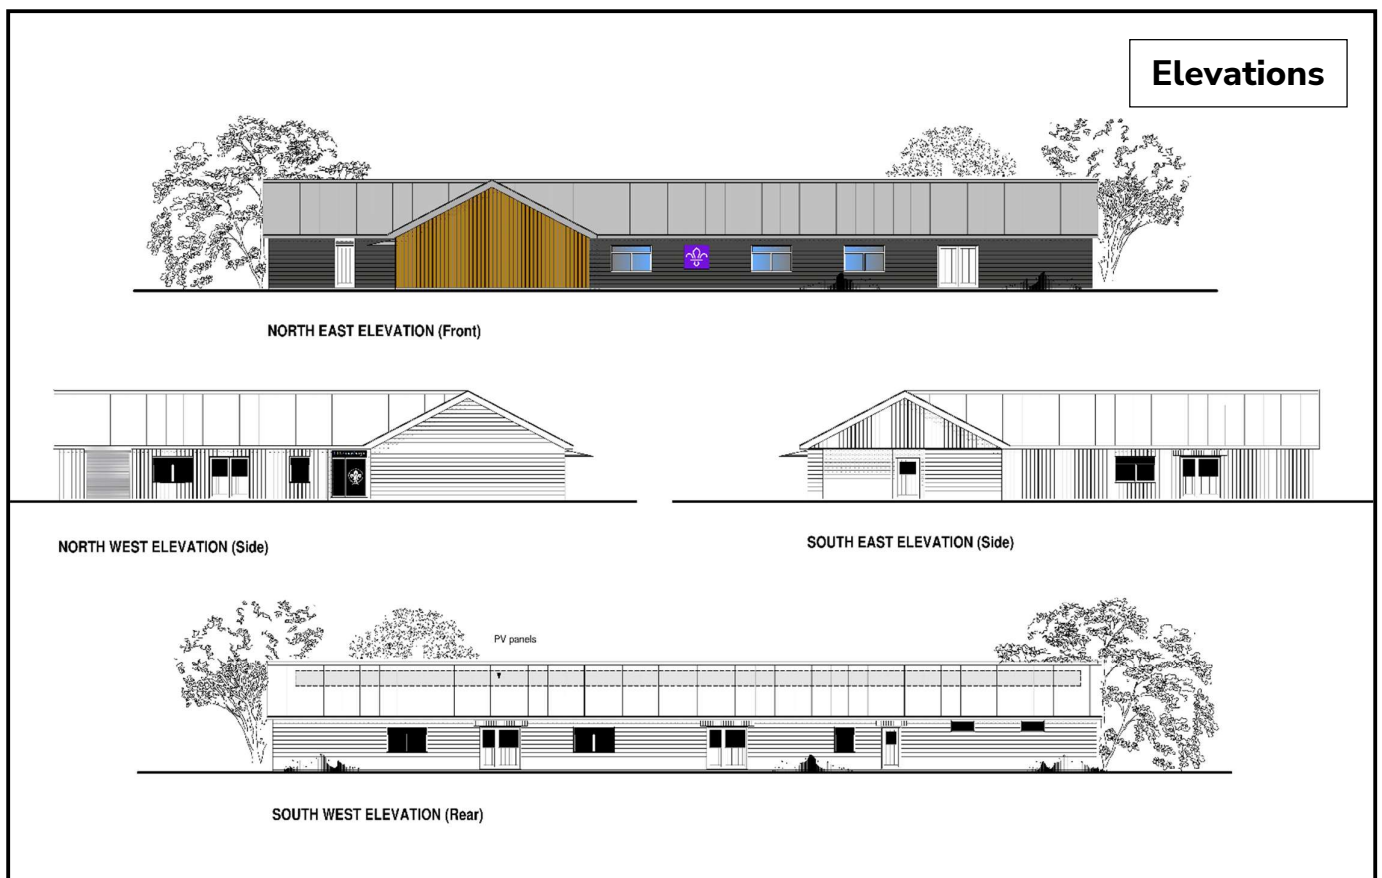 Elevations
NORTH EAST ELEVATION (Front)
NORTH WEST ELEVATION (Side)
SOUTH EAST ELEVATION (Side)
PV panels
SOUTH WEST ELEVATION (Rear)